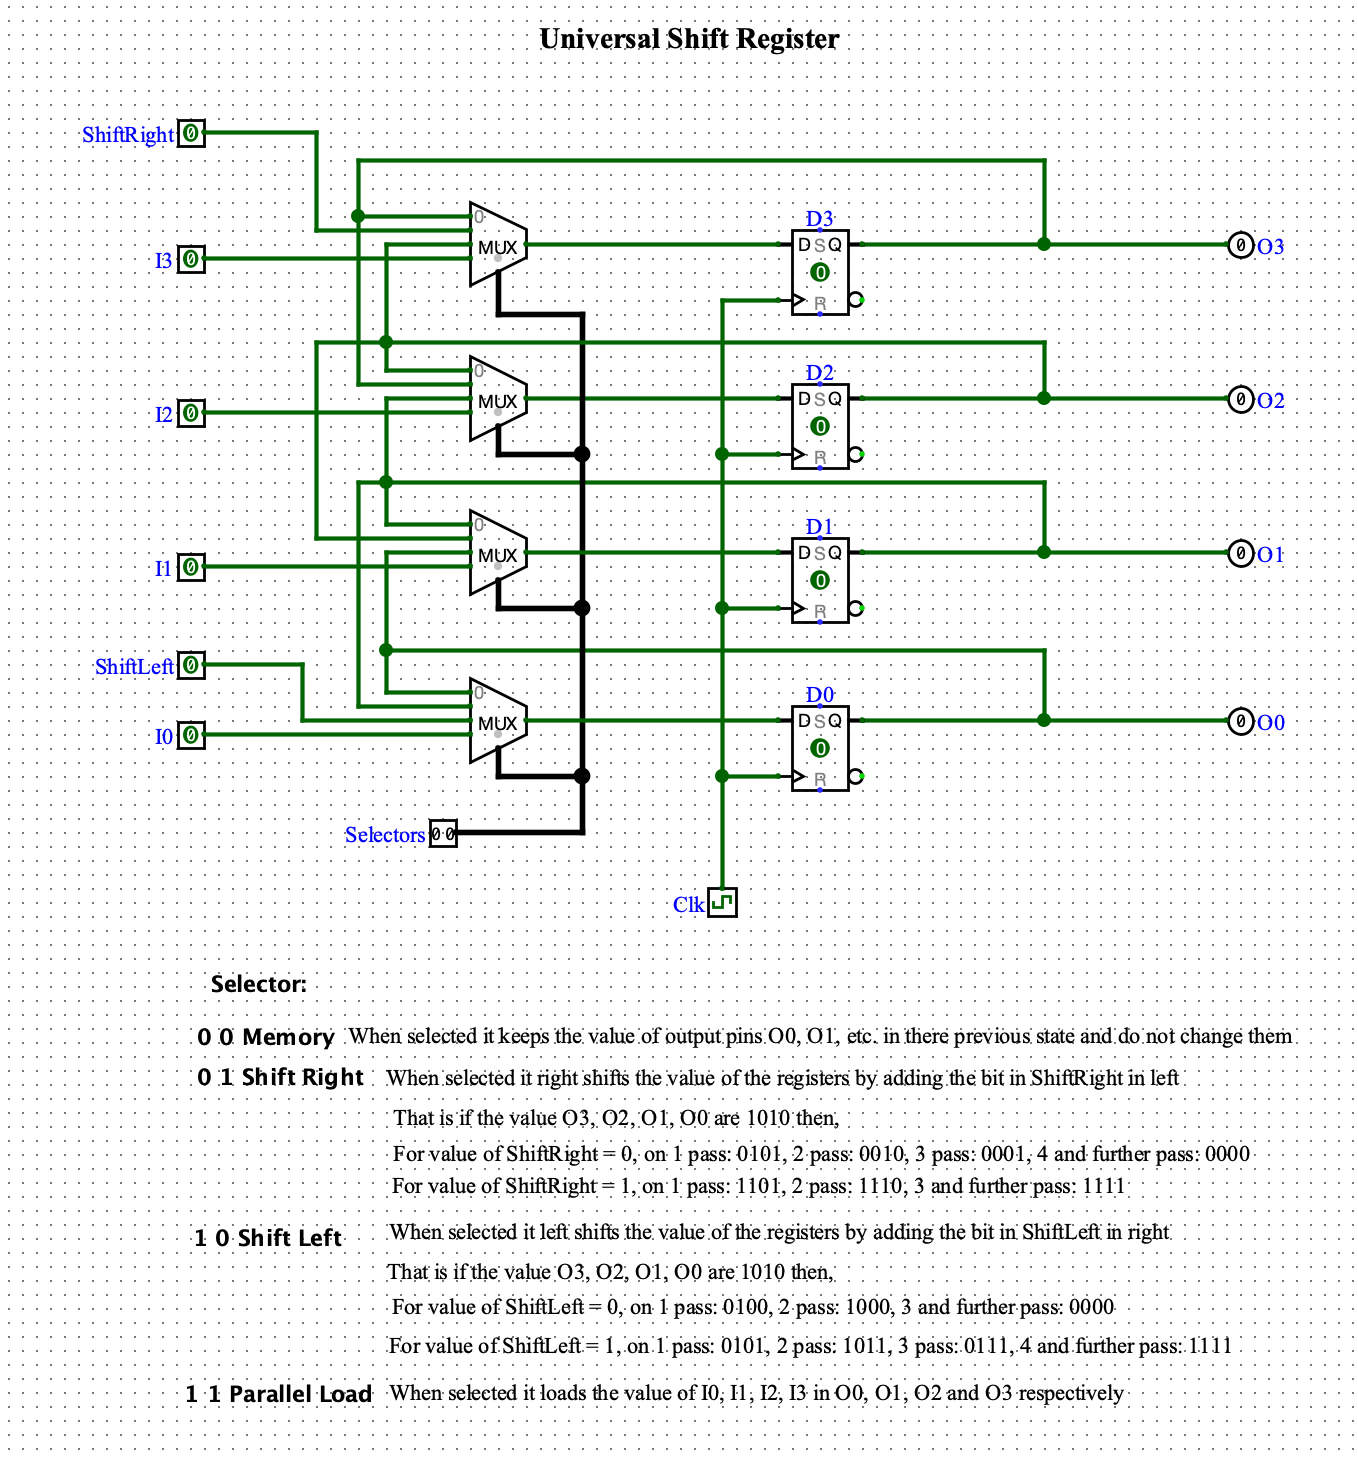 Universal Shift Register
ShiftRight 0
0
MUX
I3 0
D3
D S Q
0
R
0 O3
0
MUX
I2 0
D2
D S Q
0
R
0 O2
0
MUX
I1 0
D1
D S Q
0
R
0 O1
ShiftLeft 0
0
MUX
I0 0
D0
D S Q
0
R
0 O0
Selectors 0 0
Clk
Selector:
0 0 Memory When selected it keeps the value of output pins O0, O1, etc. in there previous state and do not change them
0 1 Shift Right When selected it right shifts the value of the registers by adding the bit in ShiftRight in left
That is if the value O3, O2, O1, O0 are 1010 then,
For value of ShiftRight = 0, on 1 pass: 0101, 2 pass: 0010, 3 pass: 0001, 4 and further pass: 0000
For value of ShiftRight = 1, on 1 pass: 1101, 2 pass: 1110, 3 and further pass: 1111
1 0 Shift Left When selected it left shifts the value of the registers by adding the bit in ShiftLeft in right
That is if the value O3, O2, O1, O0 are 1010 then,
For value of ShiftLeft = 0, on 1 pass: 0100, 2 pass: 1000, 3 and further pass: 0000
For value of ShiftLeft = 1, on 1 pass: 0101, 2 pass: 1011, 3 pass: 0111, 4 and further pass: 1111
1 1 Parallel Load When selected it loads the value of I0, I1, I2, I3 in O0, O1, O2 and O3 respectively